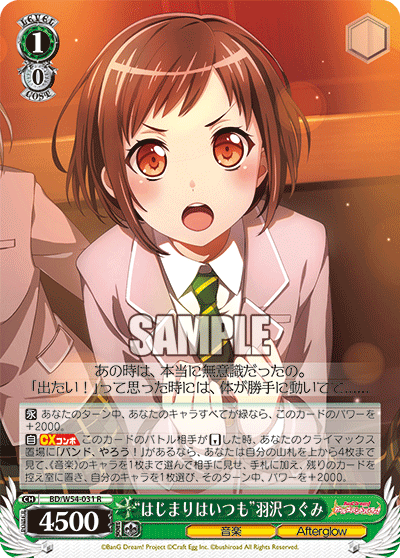 LEVEL
1
0
COST
SAMPLE
あの時は、本当に無意識だったの。
「出たい!」って思った時には、体が勝手に動いてて……
永 あなたのターン中、あなたのキャラすべてが緑なら、このカードのパワーを
+2000。
自 CXコンボ このカードのバトル相手がした時、あなたのクライマックス
置場に「バンド、やろう!」があるなら、あなたは自分の山札を上から4枚ま
で見て、《音楽》のキャラを1枚まで選んで相手に見せ、手札に加え、残りのカードを
控え室に置き、自分のキャラを1枚選び、そのターン中、パワーを+1000。
CH BD/W54-031 R
4500
"はじまりはいつも"羽沢つぐみ
音楽
Afterglow
©BanG Dream! Project ©Craft Egg Inc. ©bushiroad All Rights Reserved.